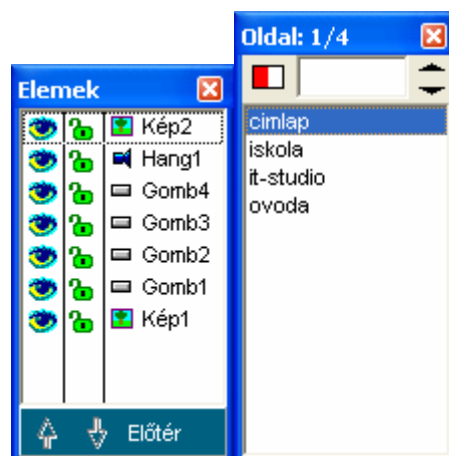 Elemek
Kép2
Hang1
Gomb4
Gomb3
Gomb2
Gomb1
Kép1
Előtér
Oldal: 1/4
cimlap
iskola
it-studio
ovoda